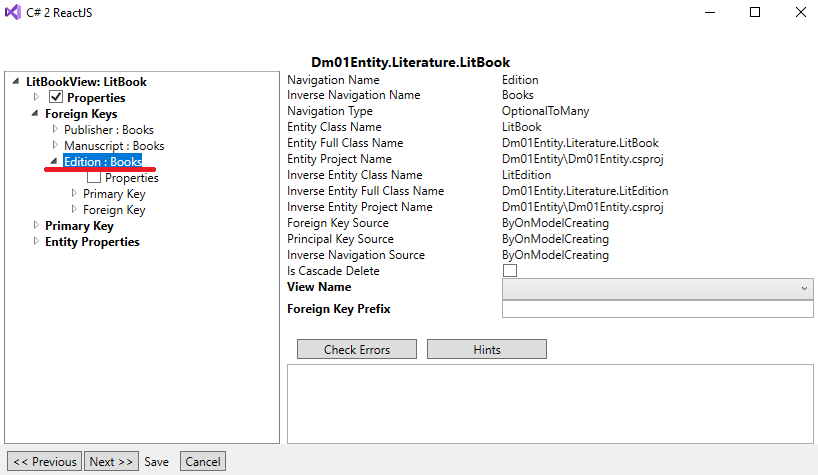 C# 2 ReactJS
Dm01Entity.Literature.LitBook
LitBookView: LitBook
Properties
Foreign Keys
Publisher : Books
Manuscript : Books
Edition : Books
Properties
Primary Key
Foreign Key
Primary Key
Entity Properties
Navigation Name Edition
Inverse Navigation Name Books
Navigation Type OptionalToMany
Entity Class Name LitBook
Entity Full Class Name Dm01Entity.Literature.LitBook
Entity Project Name Dm01Entity\Dm01Entity.csproj
Inverse Entity Class Name LitEdition
Inverse Entity Full Class Name Dm01Entity.Literature.LitEdition
Inverse Entity Project Name Dm01Entity\Dm01Entity.csproj
Foreign Key Source ByOnModelCreating
Principal Key Source ByOnModelCreating
Inverse Navigation Source ByOnModelCreating
Is Cascade Delete
View Name
Foreign Key Prefix
Check Errors Hints
<< Previous Next >> Save Cancel